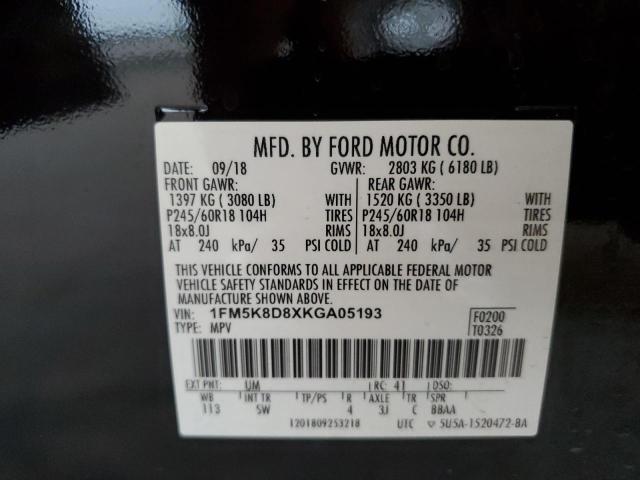 MFD. BY FORD MOTOR CO.
DATE: 09/18 GVWR: 2803 KG ( 6180 LB)
FRONT GAWR: REAR GAWR:
1397 KG ( 3080 LB) WITH 1520 KG ( 3350 LB) WITH
P245/60R18 104H TIRES P245/60R18 104H TIRES
18x8.0J RIMS 18x8.0J RIMS
AT 240 kPa/ 35 PSI COLD AT 240 kPa/ 35 PSI COLD
THIS VEHICLE CONFORMS TO ALL APPLICABLE FEDERAL MOTOR
VEHICLE SAFETY STANDARDS IN EFFECT ON THE DATE OF
MANUFACTURE SHOWN ABOVE.
VIN: 1FM5K8D8XKGA05193 F0200
TYPE: MPV T0326
EXT PNT: UM RC: 41 DSO:
WB INT TR TP/PS R AXLE TR SPR
113 SW 4 3J C BBAA
1201809253218 UTC ▽ 5U5A-1520472-BA